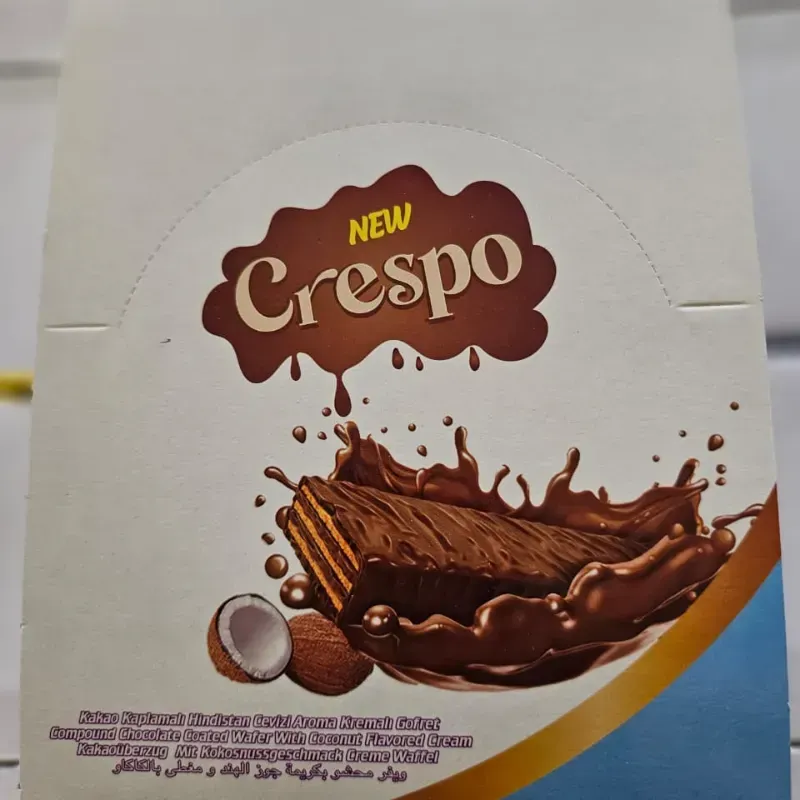 NEW
Crespo
Kakao Kaplamalı Hindistan Cevizi Aroma Kremalı Gofret
Compound Chocolate Coated Wafer With Coconut Flavored Cream
Kakaoüberzug Mit Kokosnussgeschmack Creme Waffel
ويفر محشو بكريمة جوز الهند و مغطى بالكاكاو